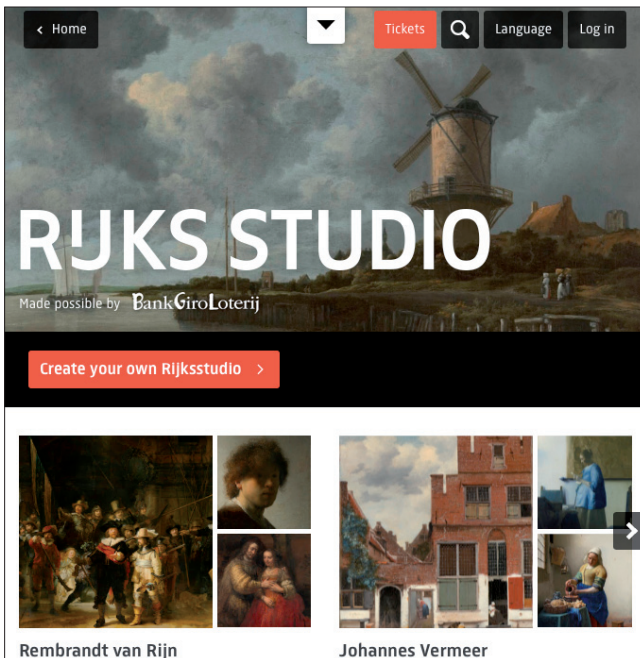 Home
Tickets
Language
Log in
RIJKS STUDIO
Made possible by BankGiroLoterij
Create your own Rijksstudio
Rembrandt van Rijn
Johannes Vermeer